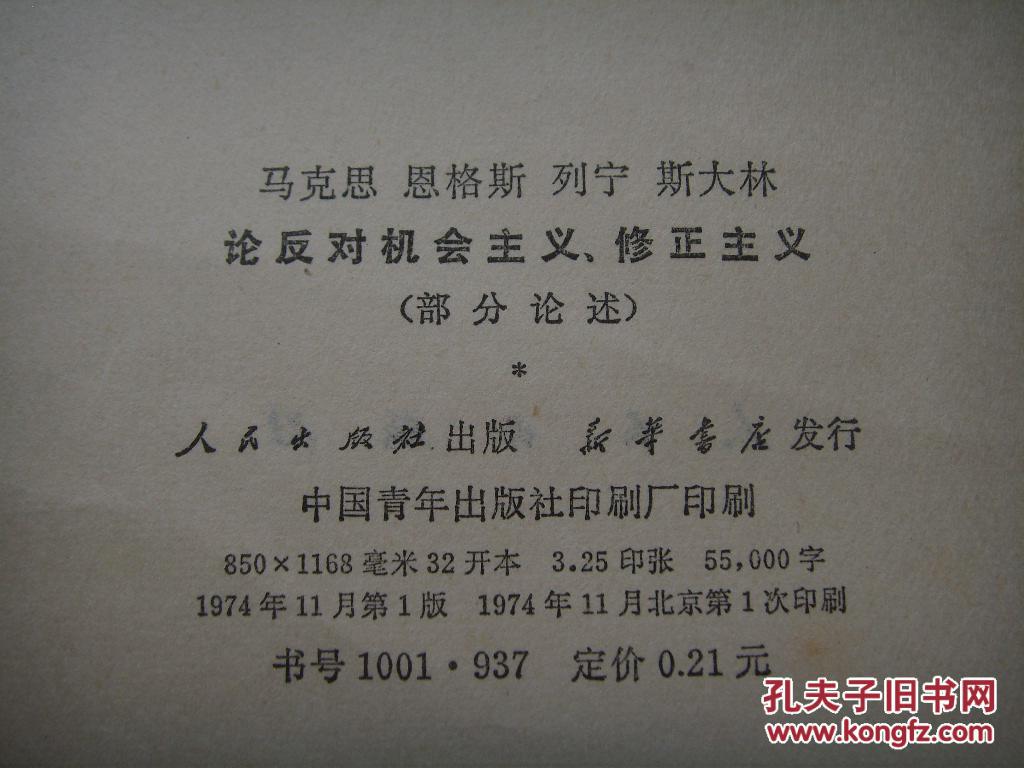 马克思 恩格斯 列宁 斯大林
论反对机会主义、修正主义
（部分论述）
*
人民出版社出版 新华书店发行
中国青年出版社印刷厂印刷
850×1168毫米32开本 3.25印张 55,000字
1974年11月第1版 1974年11月北京第1次印刷
书号1001·937 定价0.21元
孔夫子旧书网
www.kongfz.com